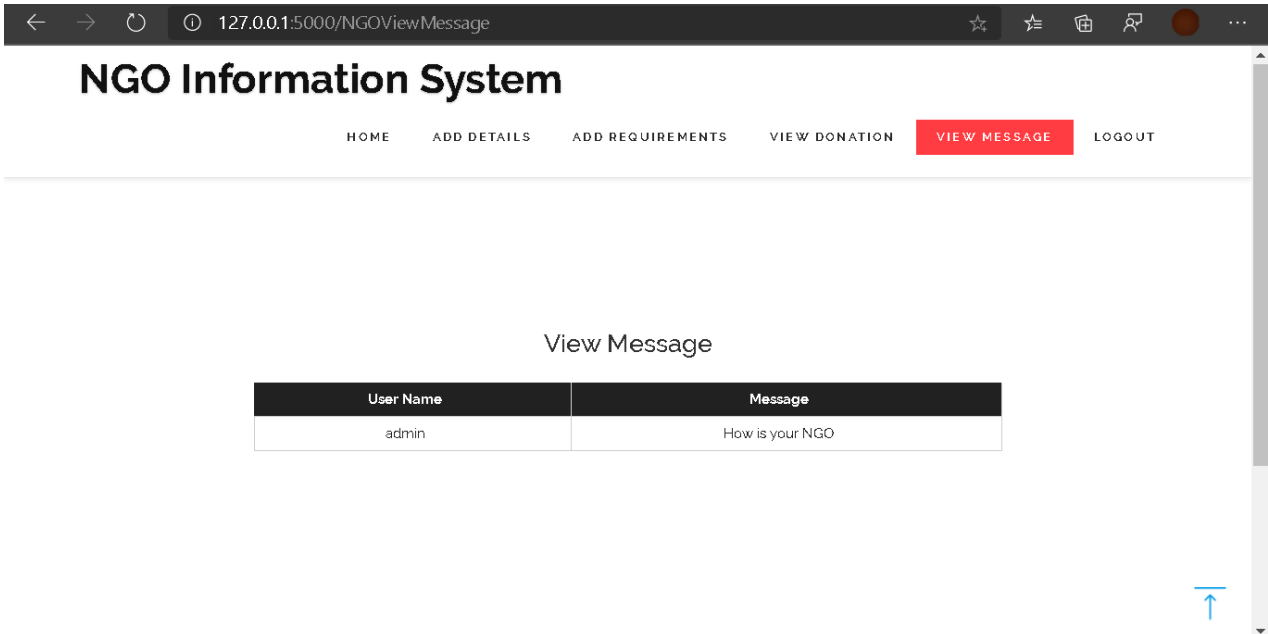 127.0.0.1:5000/NGOViewMessage
NGO Information System
HOME ADD DETAILS ADD REQUIREMENTS VIEW DONATION VIEW MESSAGE LOGOUT
View Message
User Name Message
admin How is your NGO